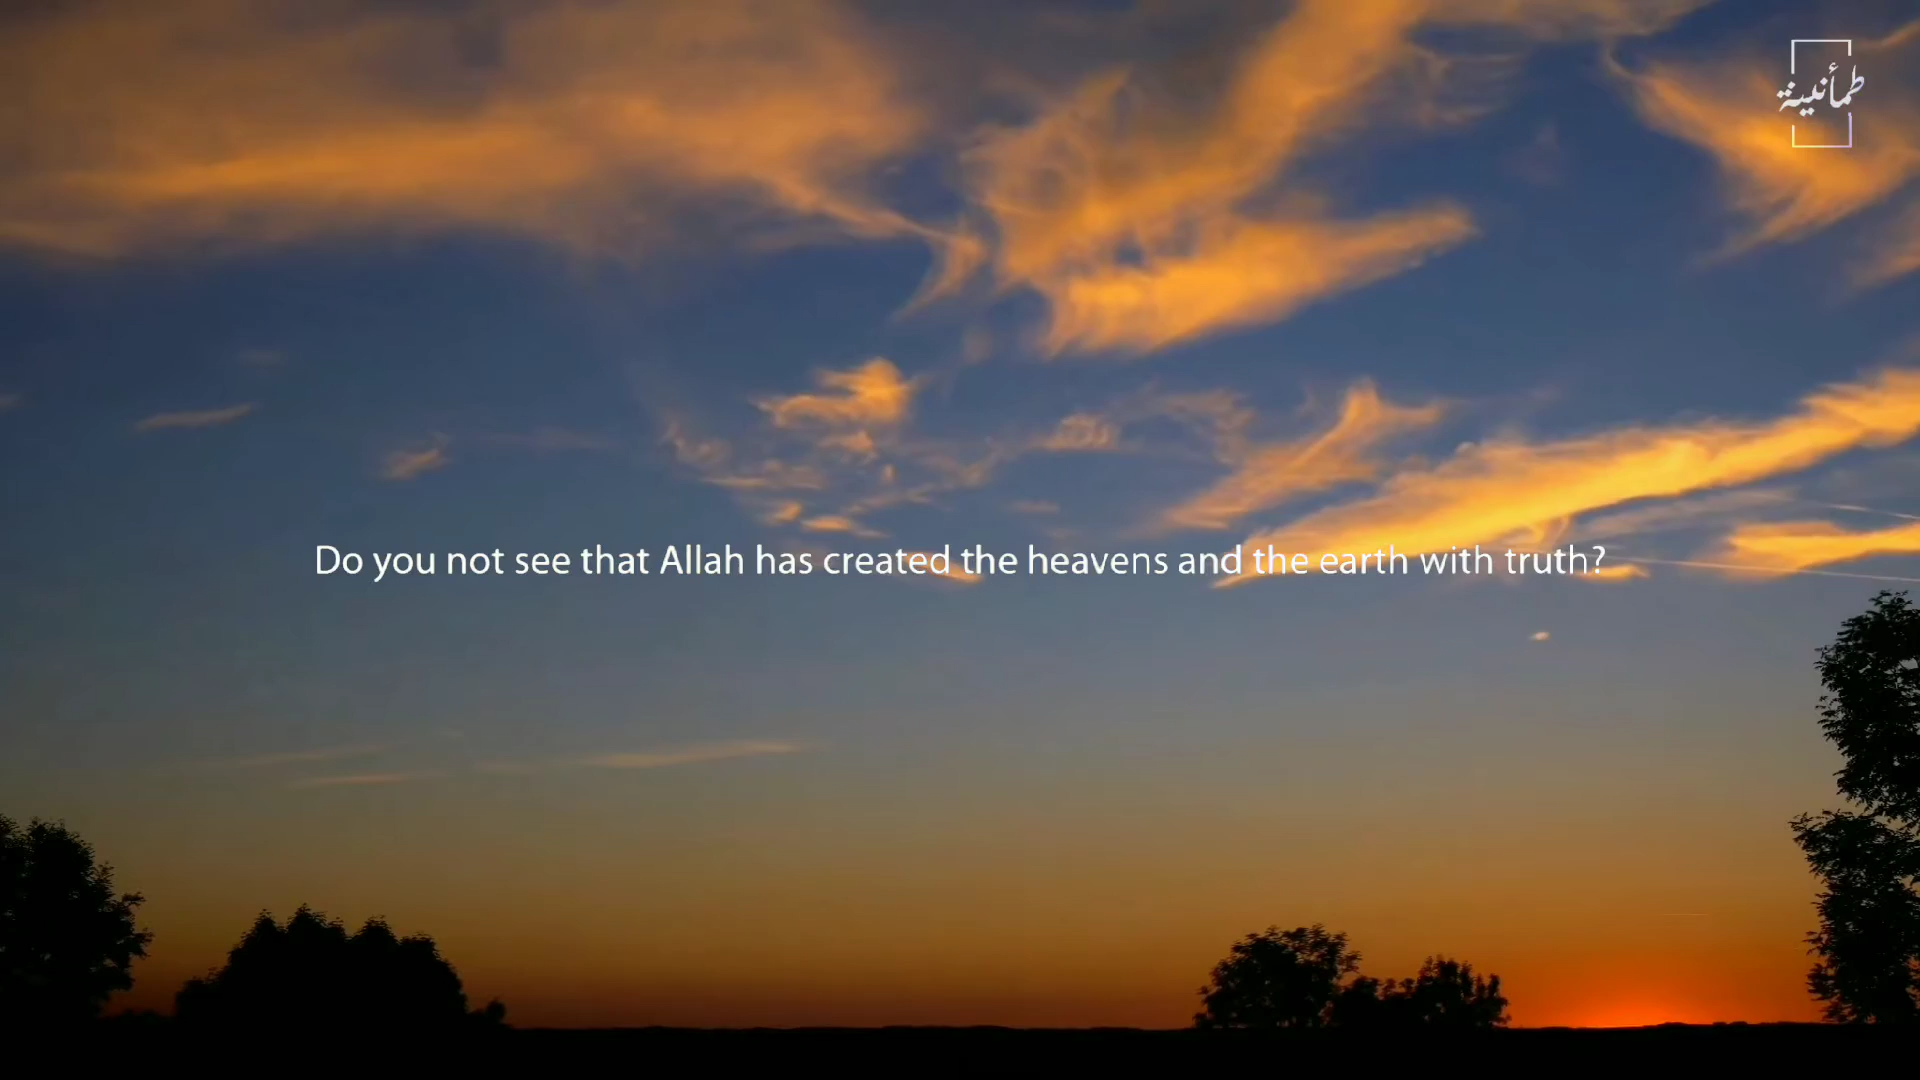 طمأنينة
Do you not see that Allah has created the heavens and the earth with truth?